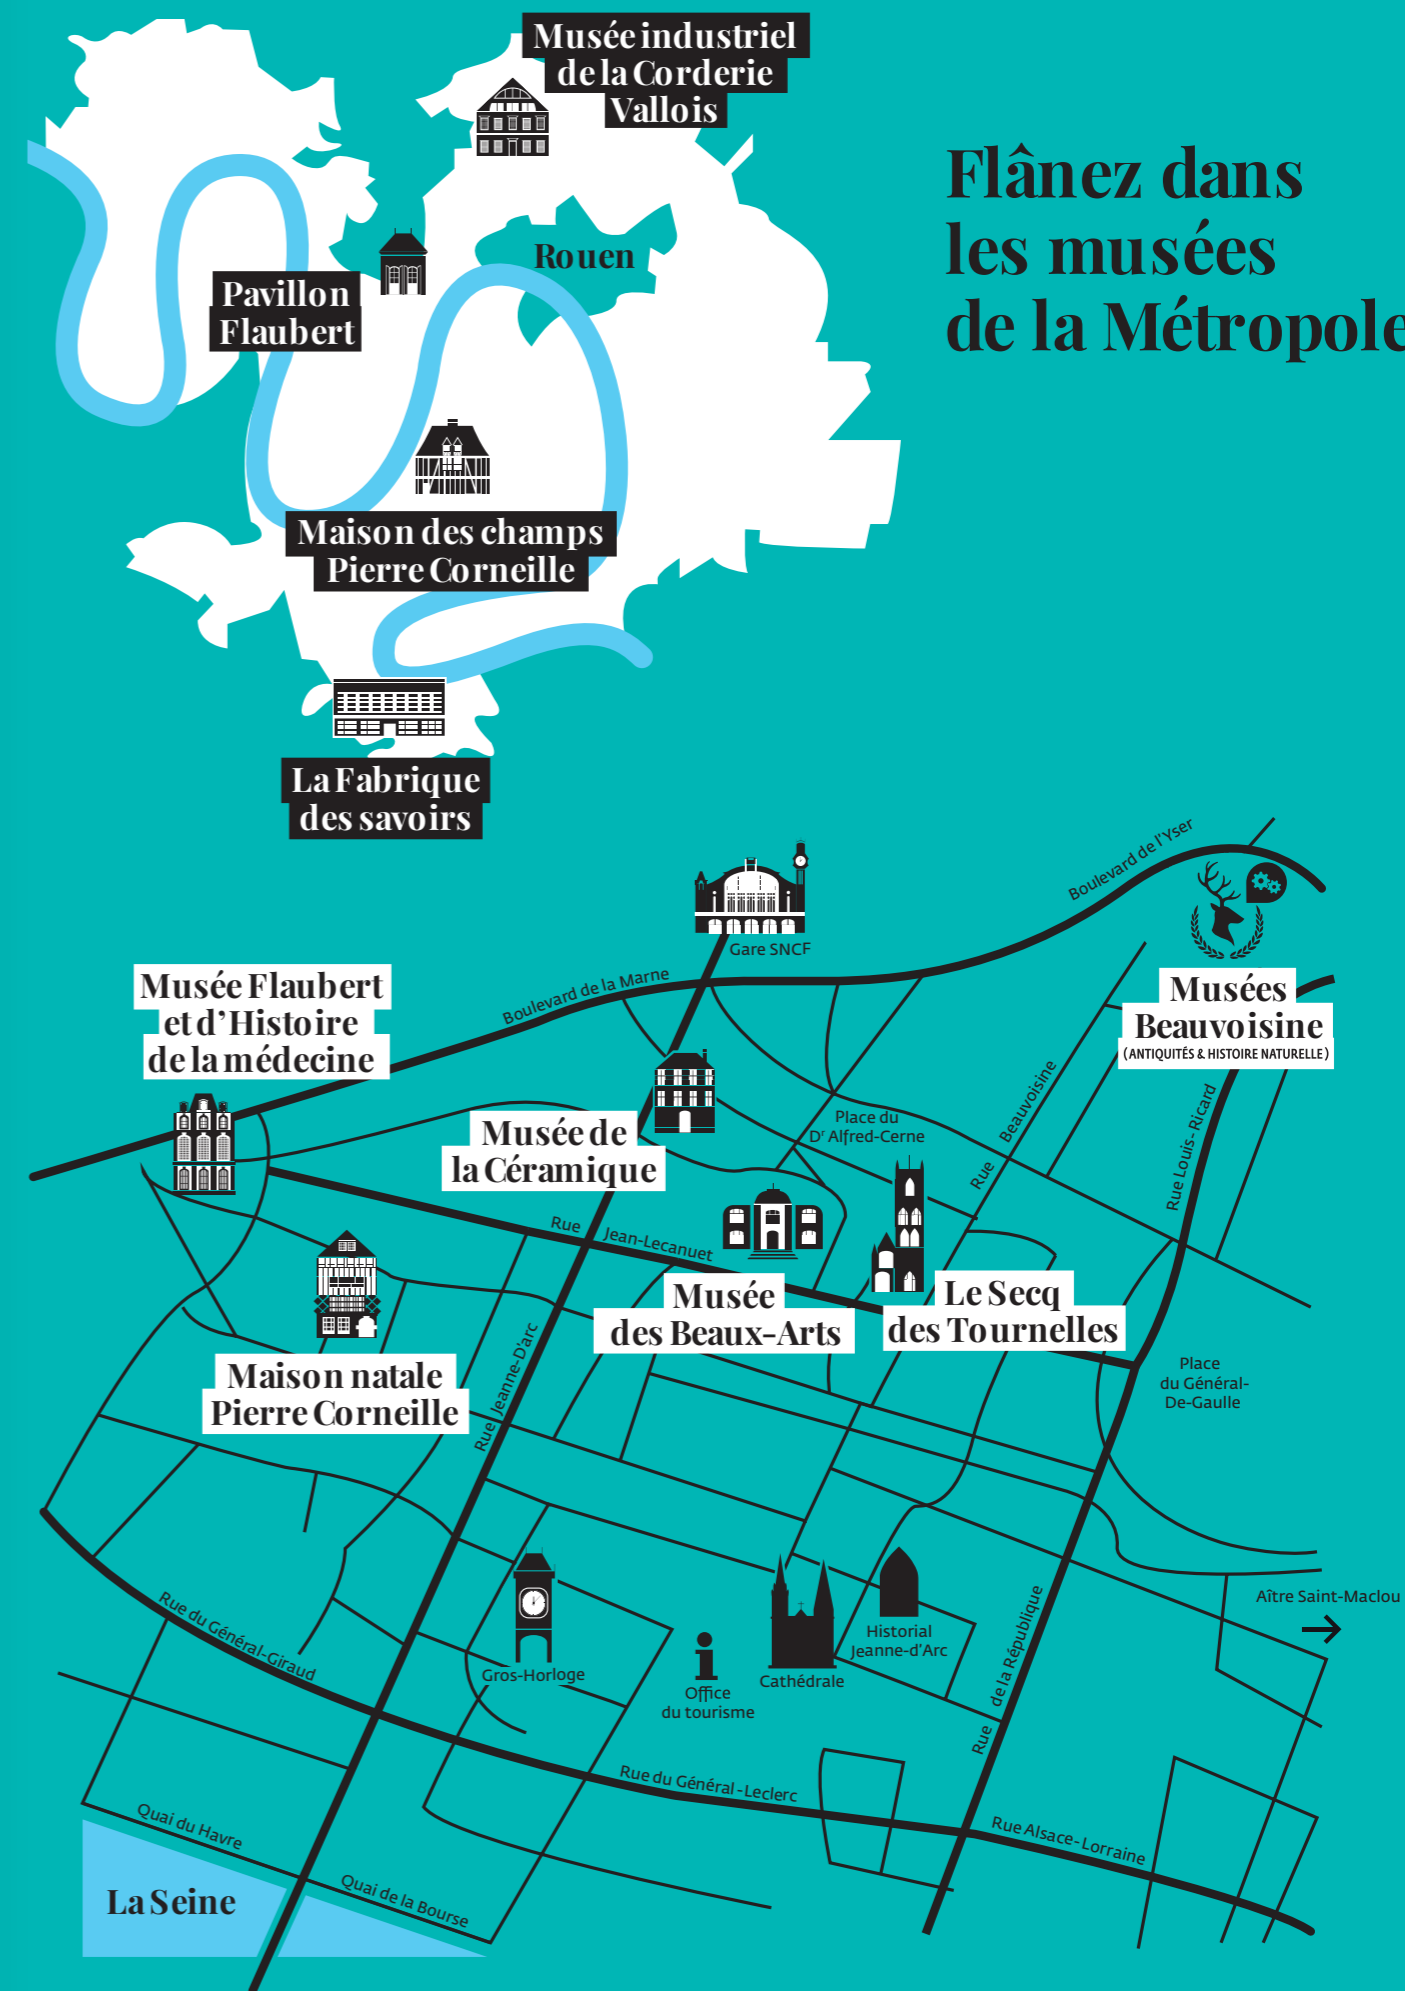 Musée industriel
de la Corderie
Vallois
Flânez dans
les musées
de la Métropole
Rouen
Pavillon
Flaubert
Maison des champs
Pierre Corneille
La Fabrique
des savoirs
Boulevard de l'Yser
Gare SNCF
Boulevard de la Marne
Musée Flaubert
et d'Histoire
de la médecine
Musées
Beauvoisine
(ANTIQUITÉS & HISTOIRE NATURELLE)
Musée de
la Céramique
Place du
Dr Alfred-Cerne
Rue Beauvoisine
Rue Louis-Ricard
Rue Jean-Lecanuet
Musée
des Beaux-Arts
Le Secq
des Tournelles
Maison natale
Pierre Corneille
Rue Jeanne-D'arc
Place
du Général-
De-Gaulle
Aître Saint-Maclou
Rue du Général-Giraud
Gros-Horloge
Office
du tourisme
Cathédrale
Historial
Jeanne-d'Arc
Rue de la République
Rue du Général-Leclerc
Rue Alsace-Lorraine
Quai du Havre
Quai de la Bourse
La Seine